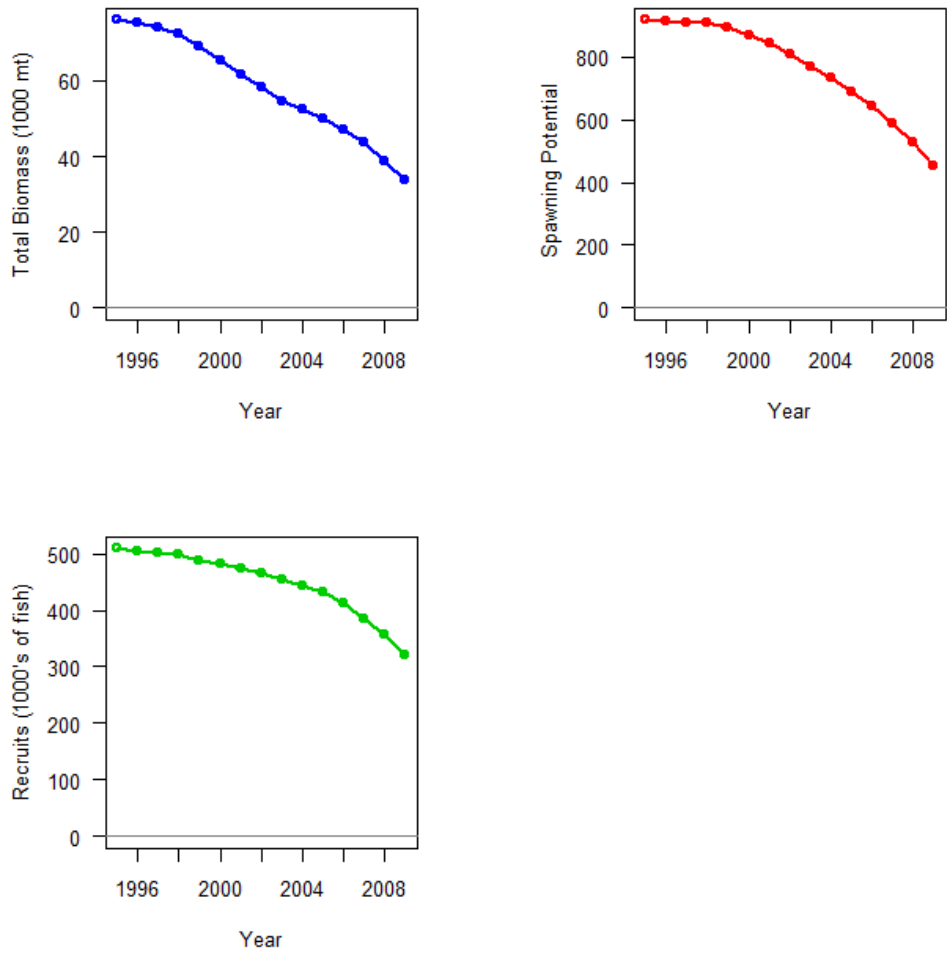 Total Biomass (1000 mt)
60
40
20
0
1996 2000 2004 2008
Year
Spawning Potential
800
600
400
200
0
1996 2000 2004 2008
Year
Recruits (1000's of fish)
500
400
300
200
100
0
1996 2000 2004 2008
Year